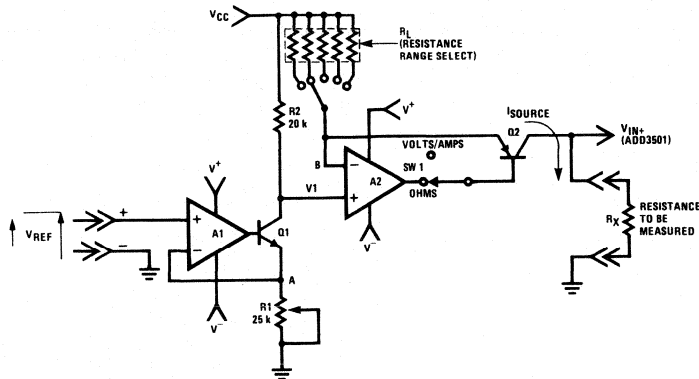 VCC
RL
(RESISTANCE
RANGE SELECT)
R2
20 k
V+
ISOURCE
VOLTS/AMPS
Q2
VIN+
(ADD3501)
B
−
A2
+
SW 1
OHMS
V1
V+
V−
+
VREF
−
+
A1
−
Q1
A
RX
RESISTANCE
TO BE
MEASURED
R1
25 k
V−